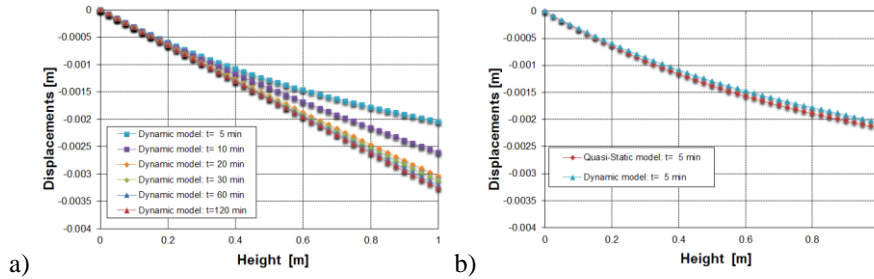 0
-0.0005
-0.001
-0.0015
-0.002
-0.0025
-0.003
-0.0035
-0.004
Displacements [m]
Dynamic model: t= 5 min
Dynamic model: t= 10 min
Dynamic model: t= 20 min
Dynamic model: t= 30 min
Dynamic model: t= 60 min
Dynamic model: t=120 min
0 0.2 0.4 0.6 0.8 1
Height [m]
a)
0
-0.0005
-0.001
-0.0015
-0.002
-0.0025
-0.003
-0.0035
-0.004
Displacements [m]
Quasi-Static model: t= 5 min
Dynamic model: t= 5 min
0 0.2 0.4 0.6 0.8
Height [m]
b)